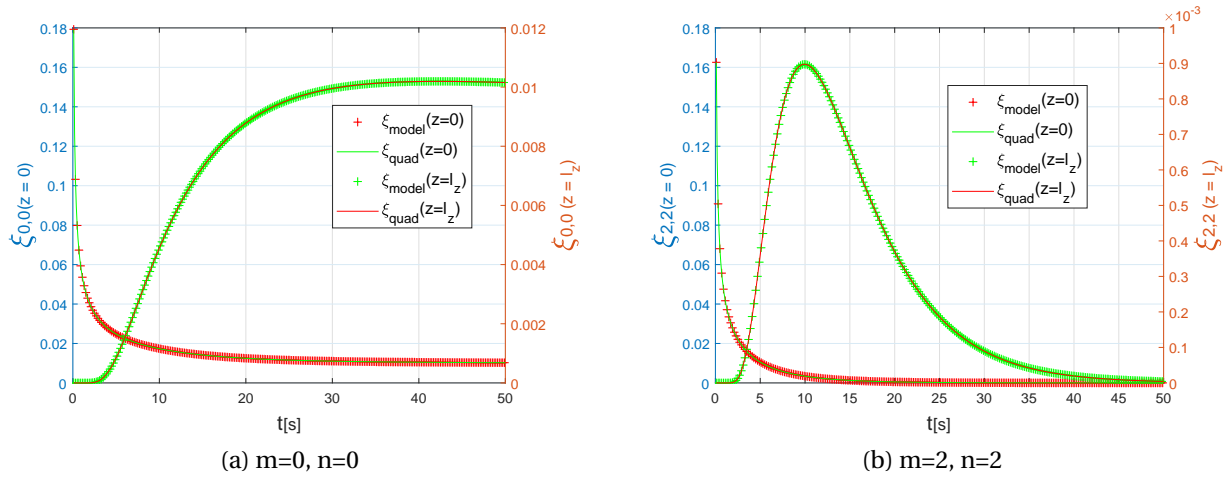 0.18
0.16
0.14
0.12
0.1
0.08
0.06
0.04
0.02
0
ξ0,0(z = 0)
0.012
0.01
0.008
0.006
0.004
0.002
0
ξ0,0 (z = lz)
0 10 20 30 40 50
t[s]
ξmodel(z=0)
ξquad(z=0)
ξmodel(z=lz)
ξquad(z=lz)
(a) m=0, n=0
0.18
0.16
0.14
0.12
0.1
0.08
0.06
0.04
0.02
0
ξ2,2(z = 0)
×10-3
1
0.9
0.8
0.7
0.6
0.5
0.4
0.3
0.2
0.1
0
ξ2,2 (z = lz)
0 5 10 15 20 25 30 35 40 45 50
t[s]
ξmodel(z=0)
ξquad(z=0)
ξmodel(z=lz)
ξquad(z=lz)
(b) m=2, n=2